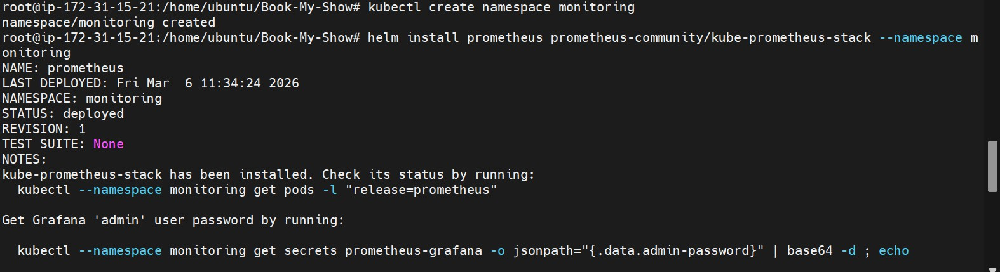 root@ip-172-31-15-21:/home/ubuntu/Book-My-Show# kubectl create namespace monitoring
namespace/monitoring created
root@ip-172-31-15-21:/home/ubuntu/Book-My-Show# helm install prometheus prometheus-community/kube-prometheus-stack --namespace m
onitoring
NAME: prometheus
LAST DEPLOYED: Fri Mar  6 11:34:24 2026
NAMESPACE: monitoring
STATUS: deployed
REVISION: 1
TEST SUITE: None
NOTES:
kube-prometheus-stack has been installed. Check its status by running:
  kubectl --namespace monitoring get pods -l "release=prometheus"

Get Grafana 'admin' user password by running:

  kubectl --namespace monitoring get secrets prometheus-grafana -o jsonpath="{.data.admin-password}" | base64 -d ; echo